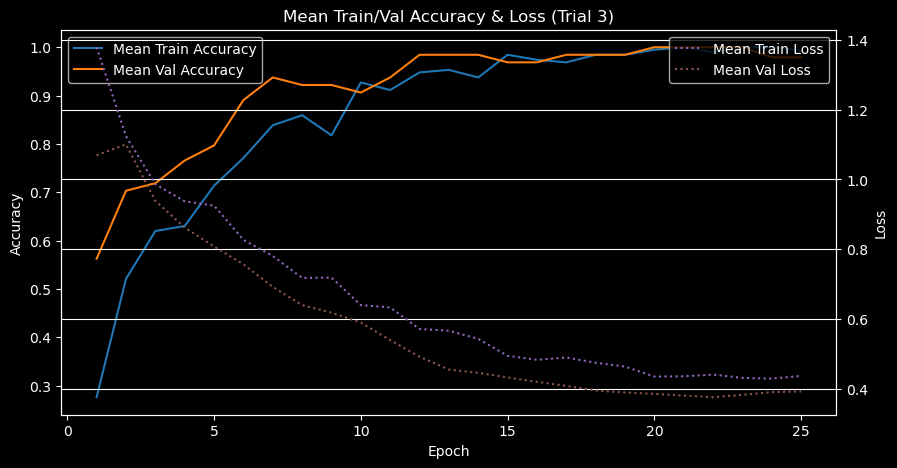 Mean Train/Val Accuracy & Loss (Trial 3)
Mean Train Accuracy
Mean Val Accuracy
Mean Train Loss
Mean Val Loss
1.0
0.9
0.8
0.7
0.6
0.5
0.4
0.3
Accuracy
1.4
1.2
1.0
0.8
0.6
0.4
Loss
0
5
10
15
20
25
Epoch